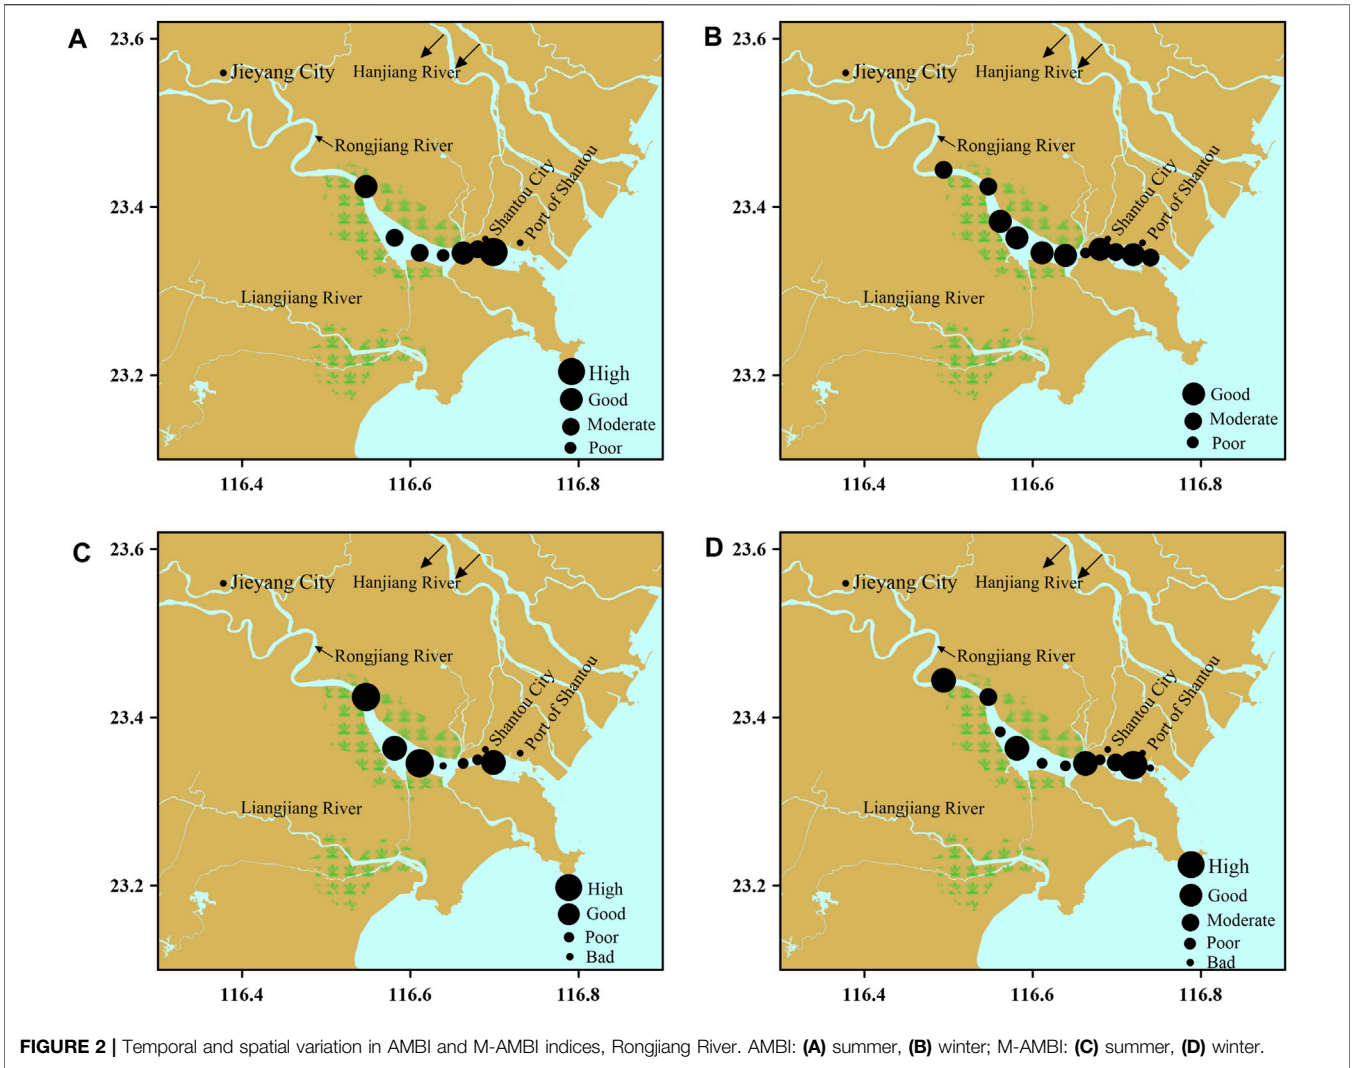 A
23.6
23.4
23.2
116.4 116.6 116.8
Jieyang City
Hanjiang River
Rongjiang River
Shantou City
Port of Shantou
Liangjiang River
High
Good
Moderate
Poor
B
23.6
23.4
23.2
116.4 116.6 116.8
Jieyang City
Hanjiang River
Rongjiang River
Shantou City
Port of Shantou
Liangjiang River
Good
Moderate
Poor
C
23.6
23.4
23.2
116.4 116.6 116.8
Jieyang City
Hanjiang River
Rongjiang River
Shantou City
Port of Shantou
Liangjiang River
High
Good
Poor
Bad
D
23.6
23.4
23.2
116.4 116.6 116.8
Jieyang City
Hanjiang River
Rongjiang River
Shantou City
Port of Shantou
Liangjiang River
High
Good
Moderate
Poor
Bad
FIGURE 2 | Temporal and spatial variation in AMBI and M-AMBI indices, Rongjiang River. AMBI: (A) summer, (B) winter; M-AMBI: (C) summer, (D) winter.